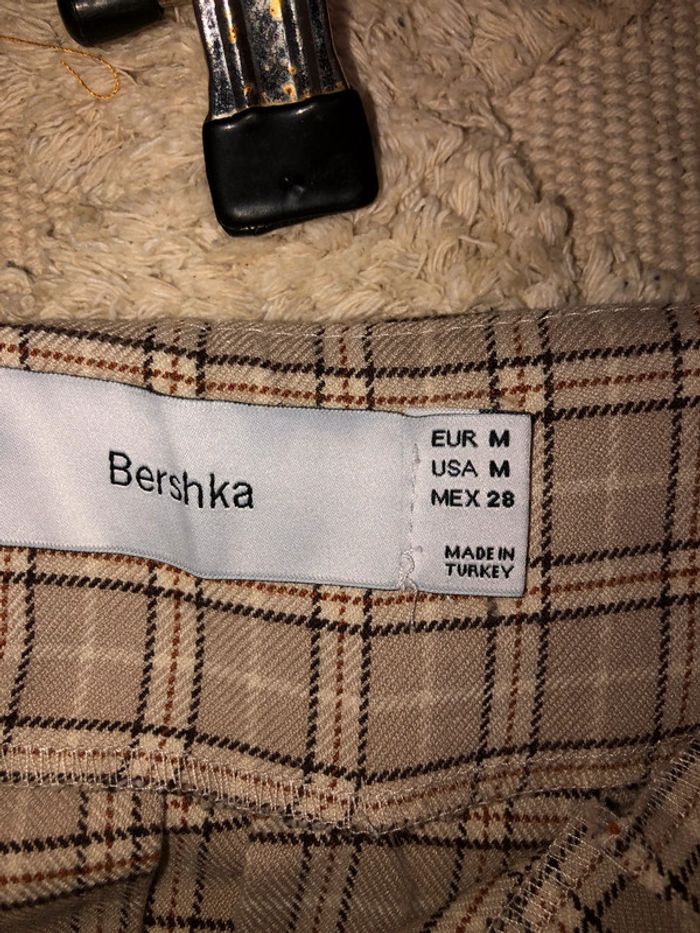 Bershka
EUR M
USA M
MEX 28
MADE IN
TURKEY